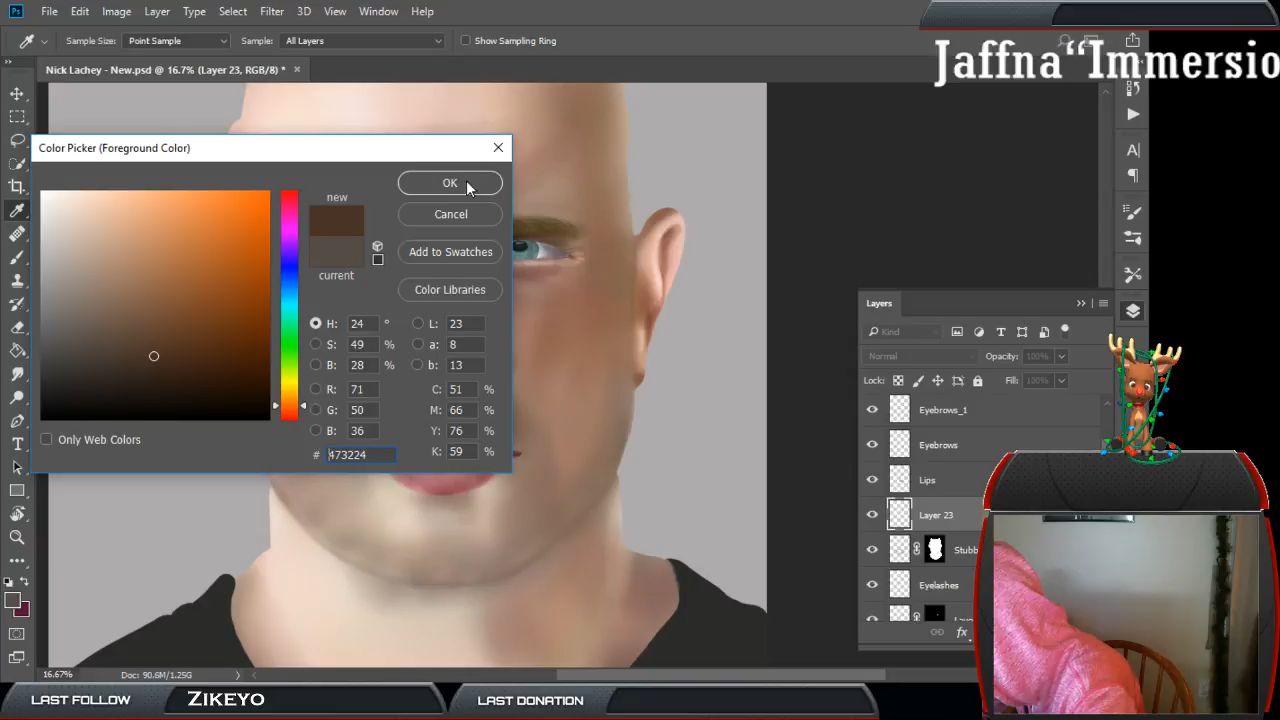 Ps File Edit Image Layer Type Select Filter 3D View Window Help
Sample Size: Point Sample Sample: All Layers Show Sampling Ring
Jaffna“Immersio
Nick Lachey - New.psd @ 16.7% (Layer 23, RGB/8) * ×
Color Picker (Foreground Color)
new
current
OK
Cancel
Add to Swatches
Color Libraries
H: 24 ° L: 23
S: 49 % a: 8
B: 28 % b: 13
R: 71 C: 51 %
G: 50 M: 66 %
B: 36 Y: 76 %
# 473224 K: 59 %
Only Web Colors
Layers
Kind
Normal Opacity: 100%
Lock: Fill: 100%
Eyebrows_1
Eyebrows
Lips
Layer 23
Stubb
Eyelashes
fx
16.67% Doc: 90.6M/1.25G
LAST FOLLOW ZIKEYO LAST DONATION